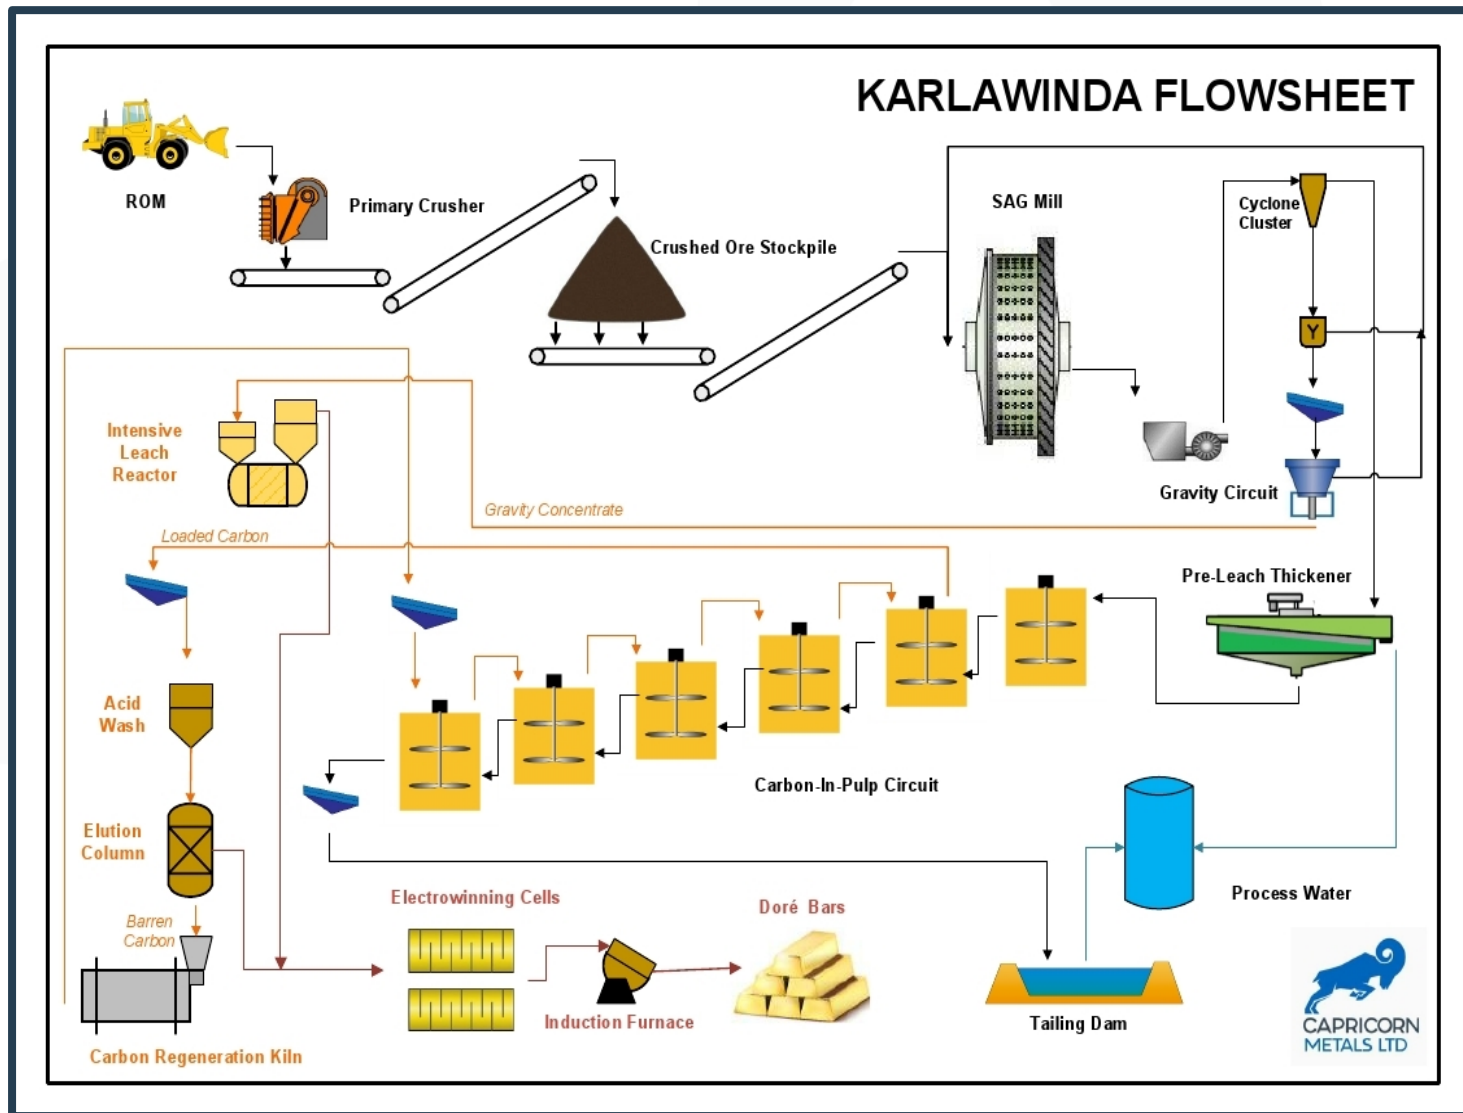 KARLAWINDA FLOWSHEET
ROM
Primary Crusher
Crushed Ore Stockpile
SAG Mill
Cyclone
Cluster
Y
Intensive
Leach
Reactor
Gravity Circuit
Gravity Concentrate
Loaded Carbon
Pre-Leach Thickener
Acid
Wash
Carbon-In-Pulp Circuit
Elution
Column
Process Water
Electrowinning Cells
Doré Bars
Barren
Carbon
Induction Furnace
Tailing Dam
Carbon Regeneration Kiln
CAPRICORN
METALS LTD